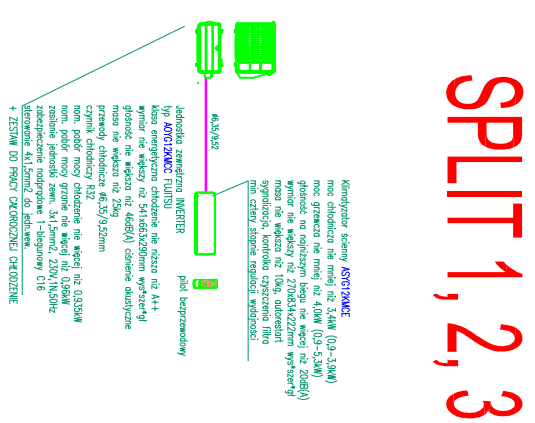 SPLIT 1, 2, 3
Klimatyzator ścienny ASYG12KMCE
moc chłodnicza nie mniej niż 3,4kW (0,9-3,9kW)
moc grzewcza nie mniej niż 4,0kW (0,9-5,3kW)
głosność na najniższym biegu nie więcej niż 20dB(A)
wymiar nie większy niż 270x834x222mm wys*szer*gł
masa nie większa niż 10kg, autorestart
sygnalizacja, kontrolka czyszczenia filtra
min cztery stopnie regulacji wydajności
ø6,35/9,52
pilot bezprzewodowy
Jednostka zewnętrzna INVERTER
typ AOYG12KMCC FUJITSU
klasa energetyczna chłodzenie nie niższa niż A++
wymiar nie większy niż 541x663x290mm wys*szer*gł
głosność nie większa niż 46dB(A) ciśnienie akustyczne
masa nie większa niż 25kg
przewody chłodnicze ø6,35/9,52mm
czynnik chłodniczy R32
nom. pobór mocy chłodzenie nie więcej niż 0,935kW
nom. pobór mocy grzanie nie więcej niż 0,96kW
zasilanie jednostki zewn. 3x1,5mm2, 230V,1N,50Hz
zabezpieczenie nadprądowe 1-biegunowy C16
sterowanie 4x1,5mm2 do jedn.wew.
+ ZESTAW DO PRACY CAŁOROCZNEJ CHŁODZENIE